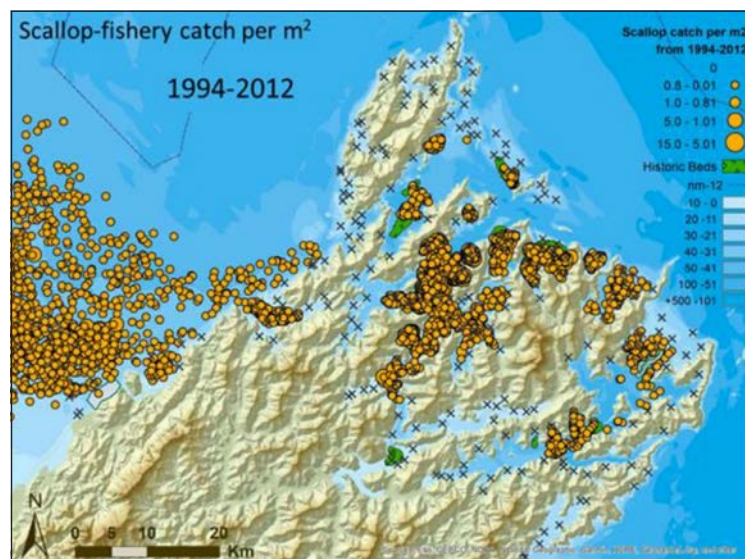 Scallop-fishery catch per m²
1994-2012
Scallop catch per m²
from 1994-2012
0
0.8 - 0.01
1.0 - 0.81
5.0 - 1.01
15.0 - 5.01
Historic Beds
nm-12
10 - 0
20 -11
30 -21
40 -31
50 -41
100 -51
+500 -101
N
0 5 10 20
Km